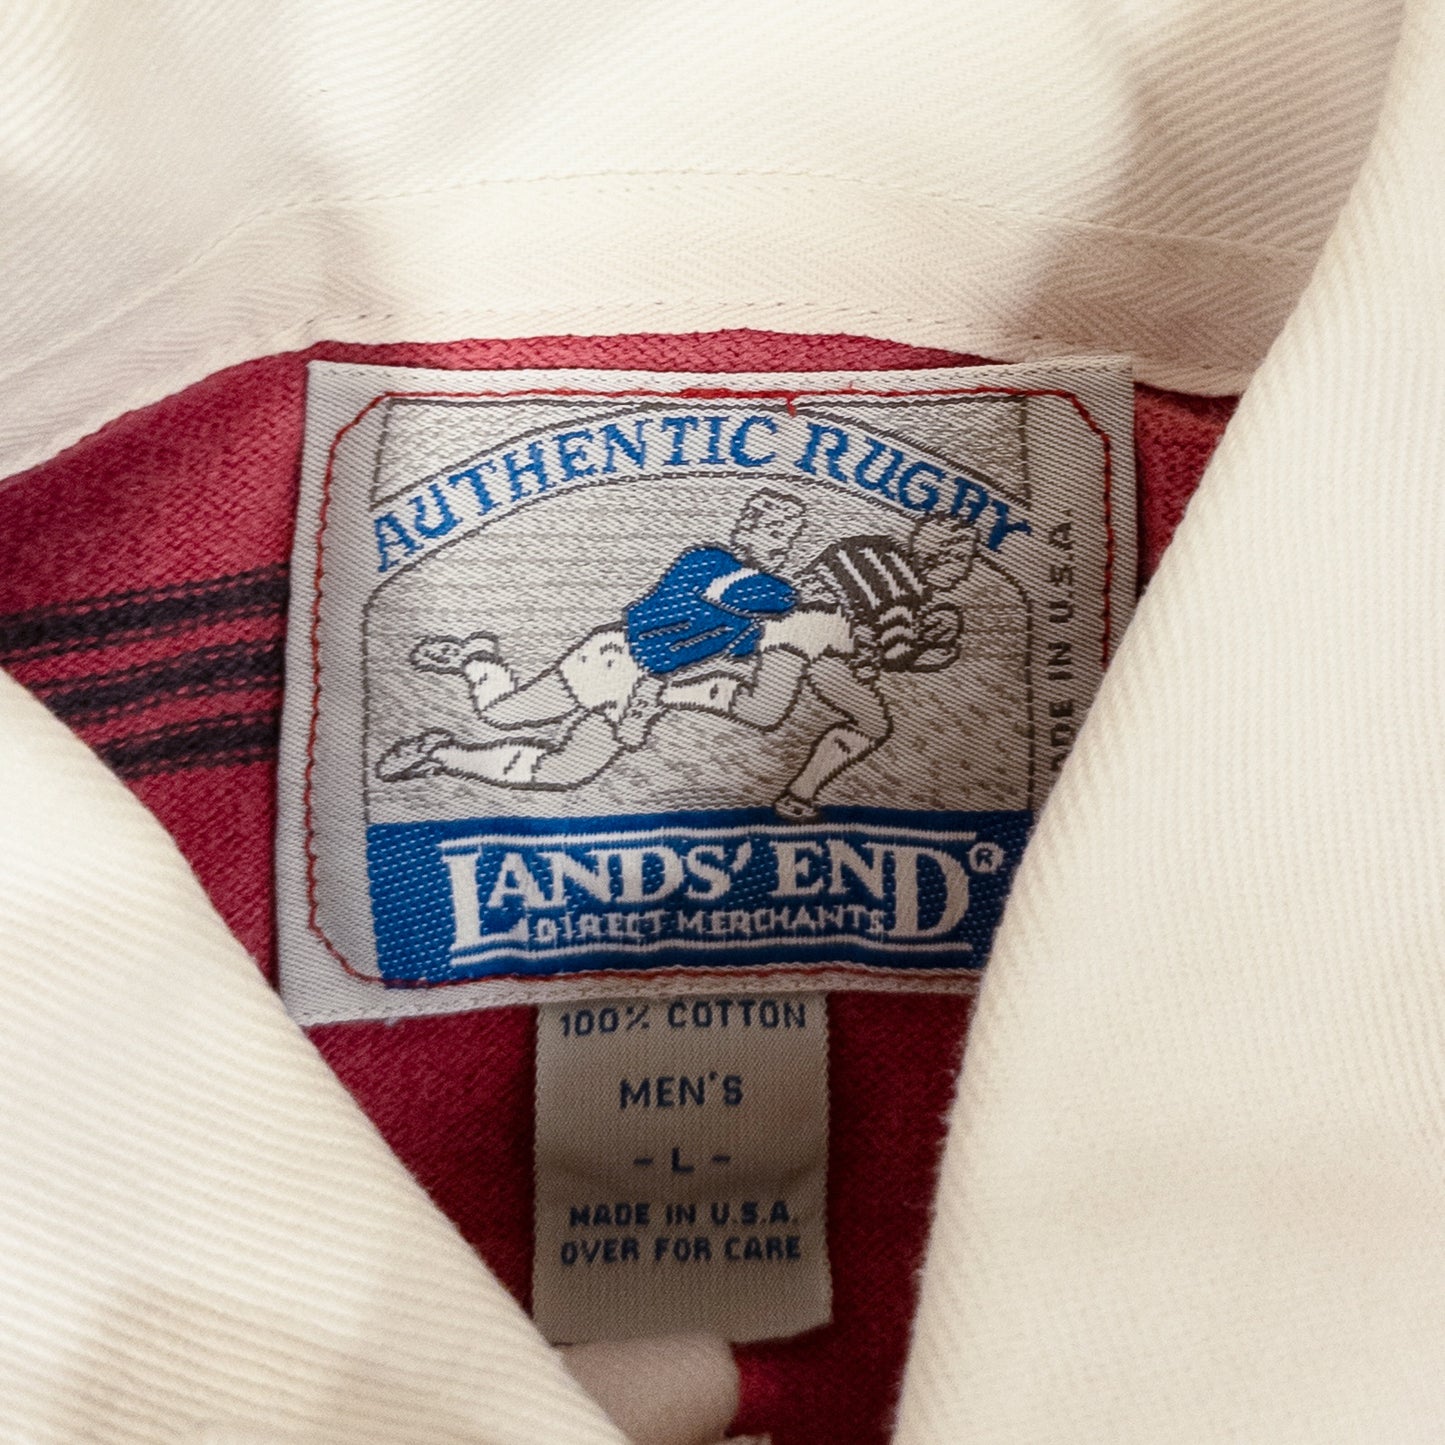 AUTHENTIC RUGBY
MADE IN U.S.A.
LANDS' END®
DIRECT MERCHANTS
100% COTTON
MEN'S
- L -
MADE IN U.S.A.
OVER FOR CARE